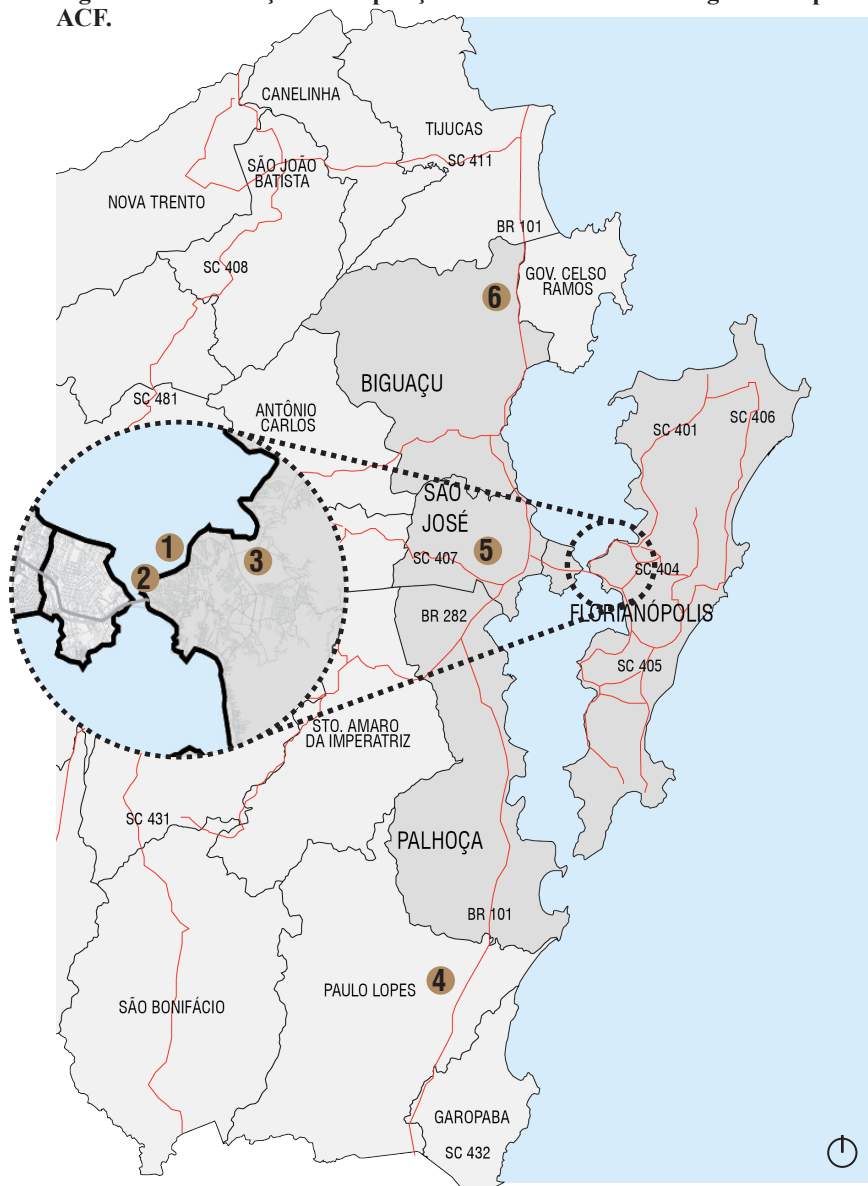 ACF.
CANELINHA
TIJUCAS
SC 411
SÃO JOÃO
BATISTA
NOVA TRENTO
BR 101
SC 408
GOV. CELSO
RAMOS
6
BIGUAÇU
SC 481
ANTÔNIO
CARLOS
SC 401
SC 406
SÃO
JOSÉ
1
2
3
5
SC 407
SC 404
BR 282
FLORIANÓPOLIS
SC 405
STO. AMARO
DA IMPERATRIZ
SC 431
PALHOÇA
BR 101
4
PAULO LOPES
SÃO BONIFÁCIO
GAROPABA
SC 432